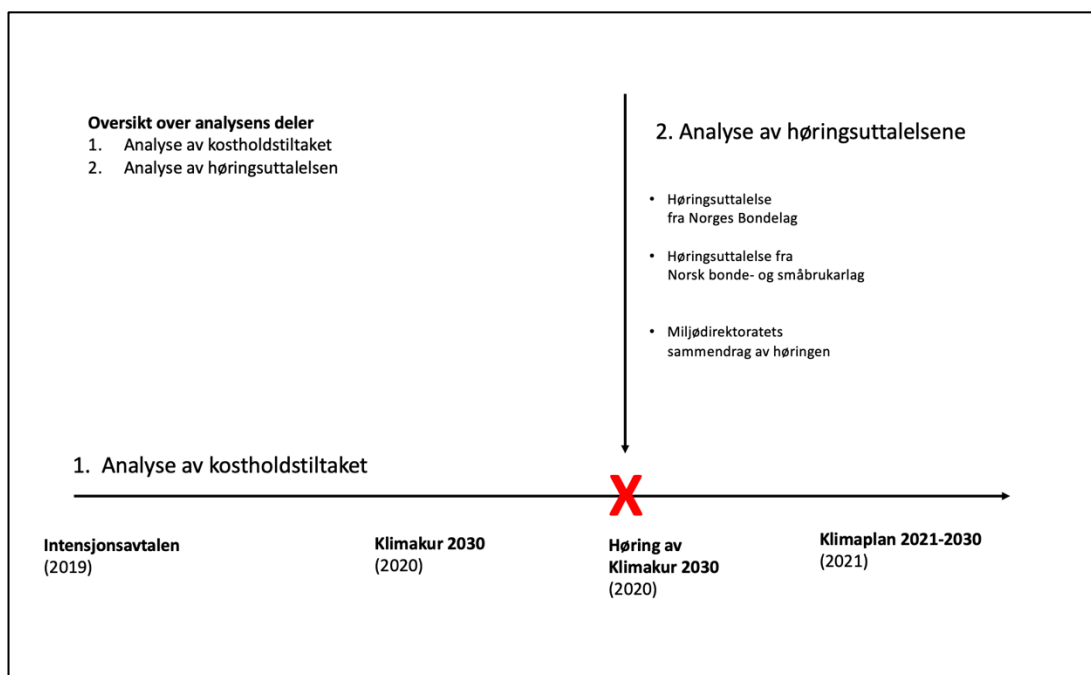 Oversikt over analysens deler
1. Analyse av kostholdstiltaket
2. Analyse av høringsuttalelsen
2. Analyse av høringsuttalelsene
• Høringsuttalelse
fra Norges Bondelag
• Høringsuttalelse fra
Norsk bonde- og småbrukarlag
• Miljødirektoratets
sammendrag av høringen
1. Analyse av kostholdstiltaket
X
Intensjonsavtalen
(2019)
Klimakur 2030
(2020)
Høring av
Klimakur 2030
(2020)
Klimaplan 2021-2030
(2021)